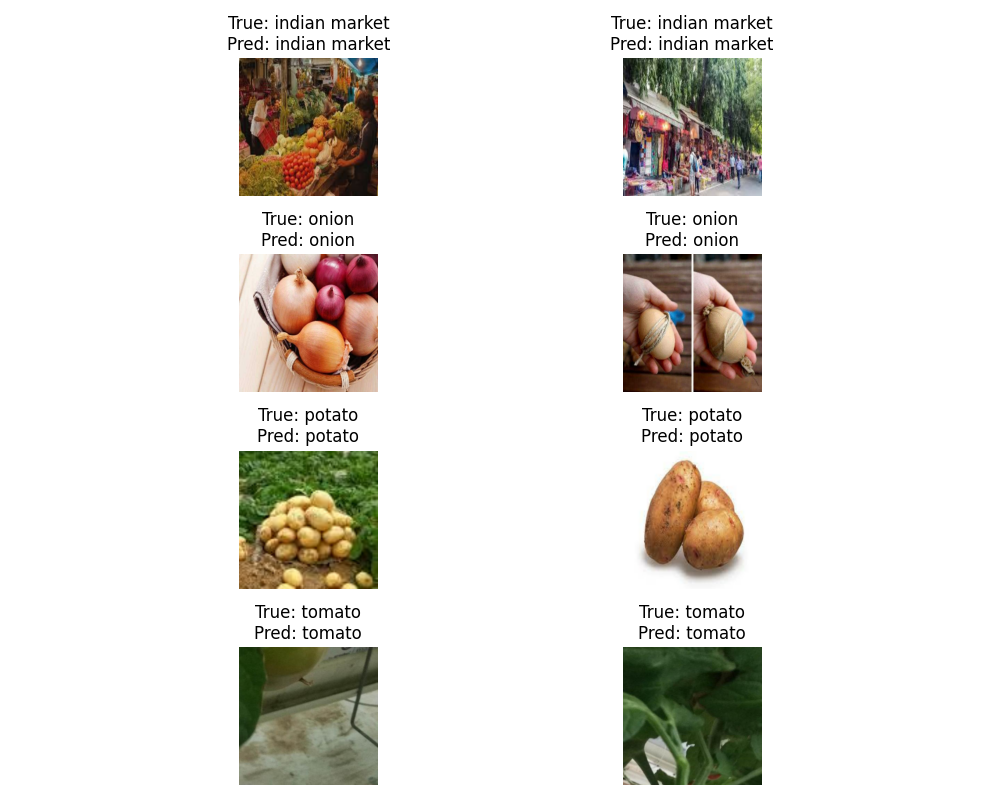 True: indian market
Pred: indian market
True: indian market
Pred: indian market
True: onion
Pred: onion
True: onion
Pred: onion
True: potato
Pred: potato
True: potato
Pred: potato
True: tomato
Pred: tomato
True: tomato
Pred: tomato